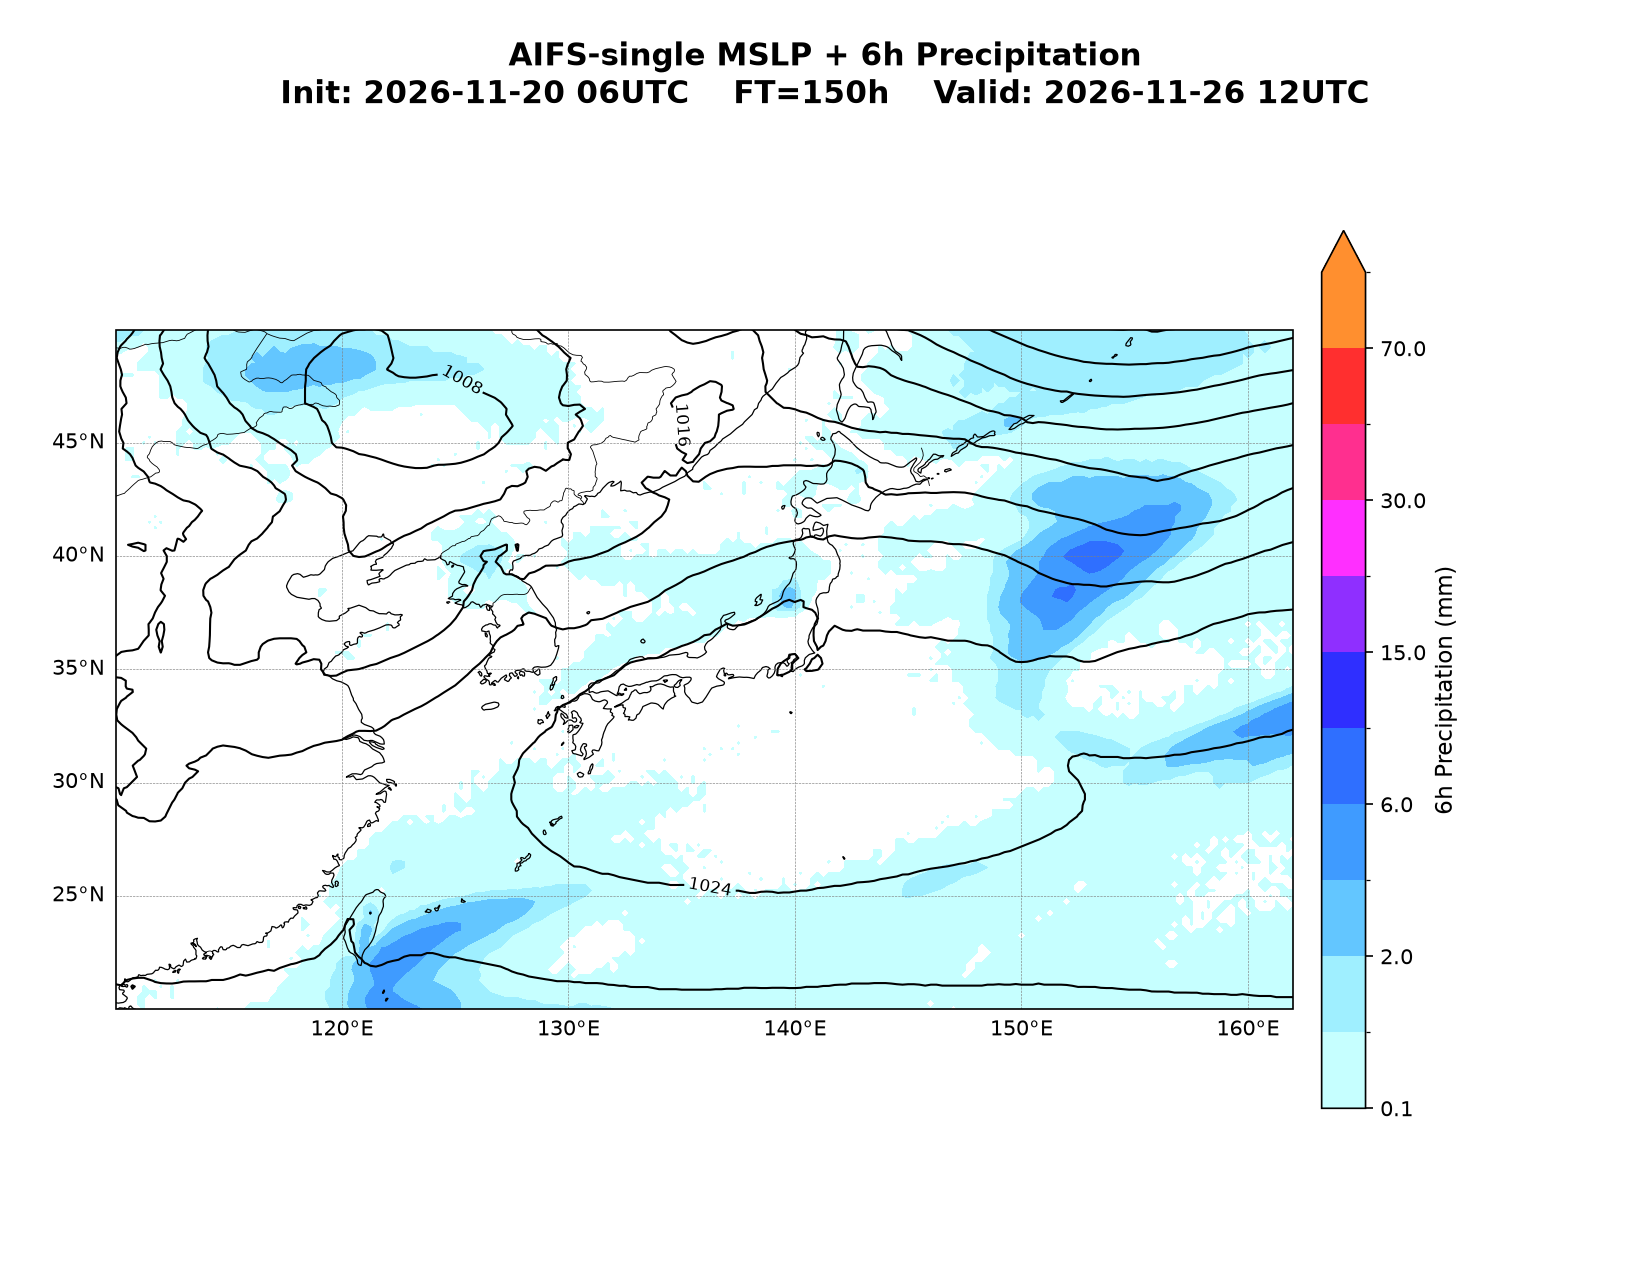 AIFS-single MSLP + 6h Precipitation
Init: 2026-11-20 06UTC    FT=150h    Valid: 2026-11-26 12UTC
1008
1016
1024
45°N
40°N
35°N
30°N
25°N
120°E
130°E
140°E
150°E
160°E
70.0
30.0
15.0
6.0
2.0
0.1
6h Precipitation (mm)